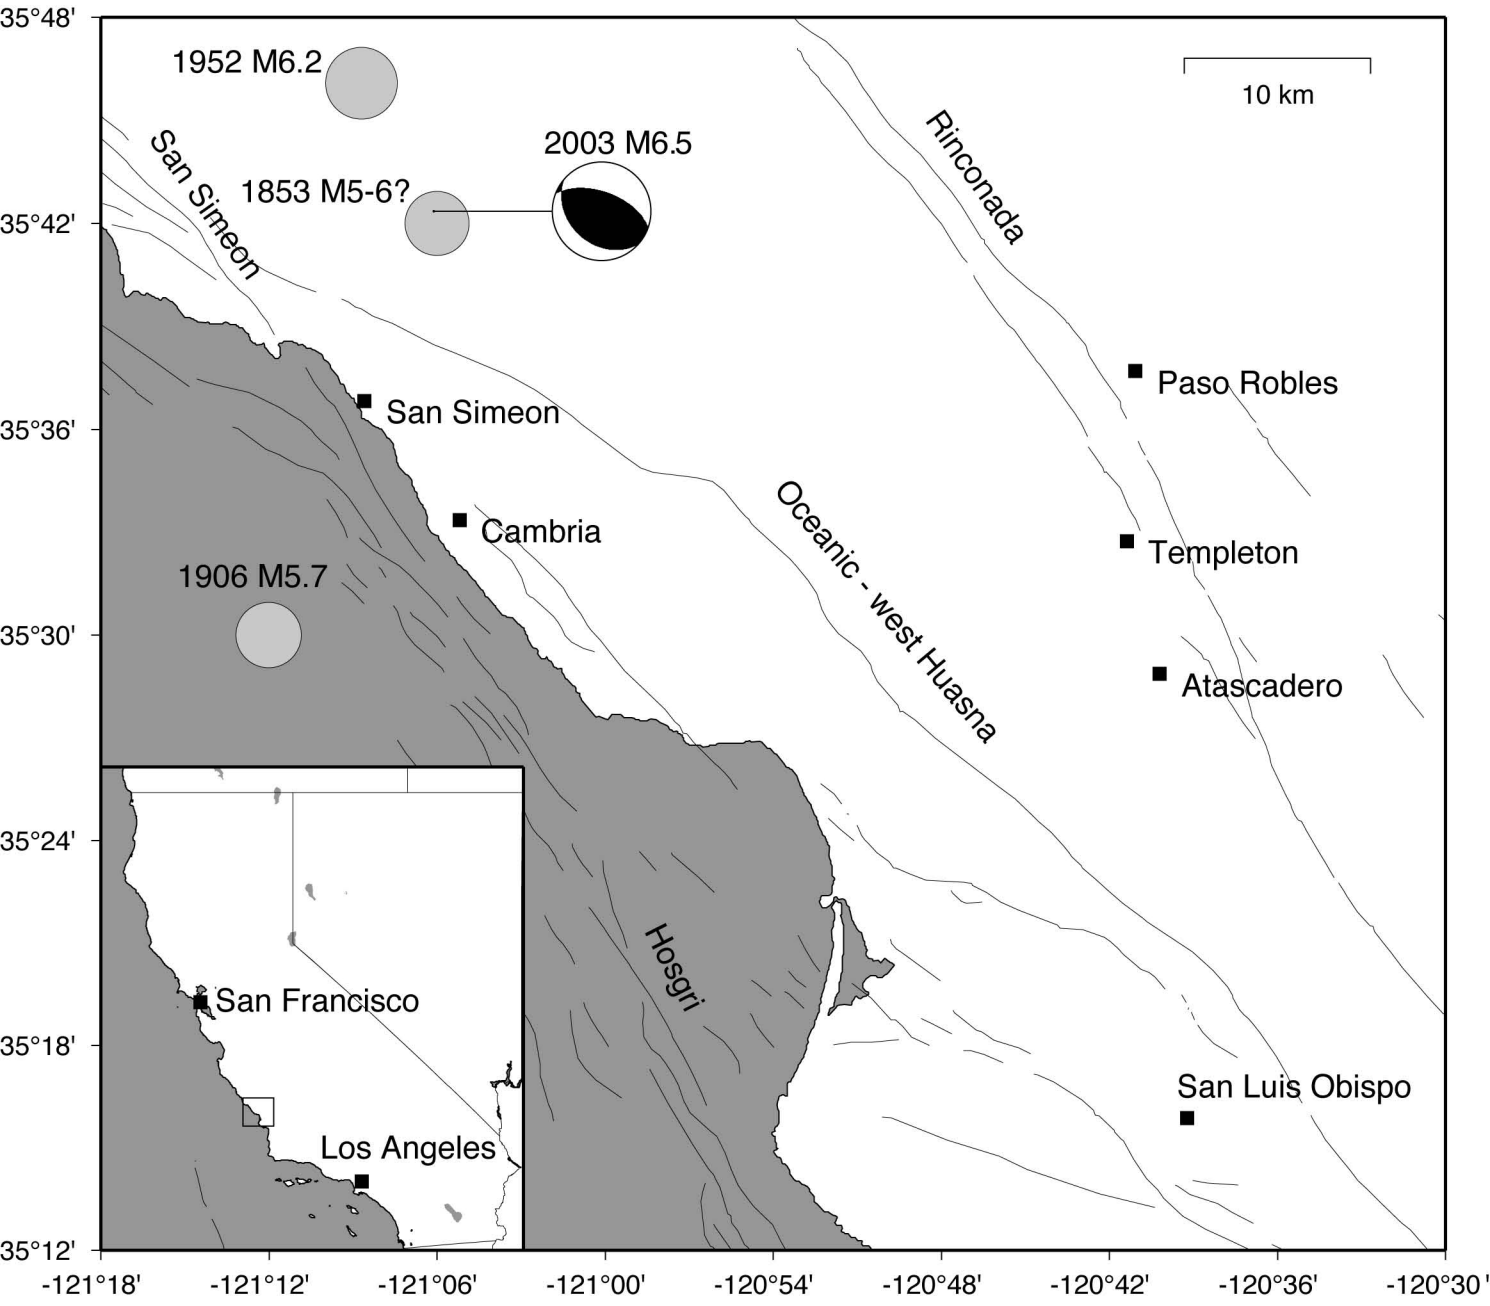 35°48'
1952 M6.2
10 km
Rinconada
2003 M6.5
San Simeon
1853 M5-6?
35°42'
Paso Robles
San Simeon
35°36'
Oceanic - west Huasna
Cambria
Templeton
1906 M5.7
35°30'
Atascadero
35°24'
Hosgri
San Francisco
35°18'
San Luis Obispo
Los Angeles
35°12'
-121°18' -121°12' -121°06' -121°00' -120°54' -120°48' -120°42' -120°36' -120°30'